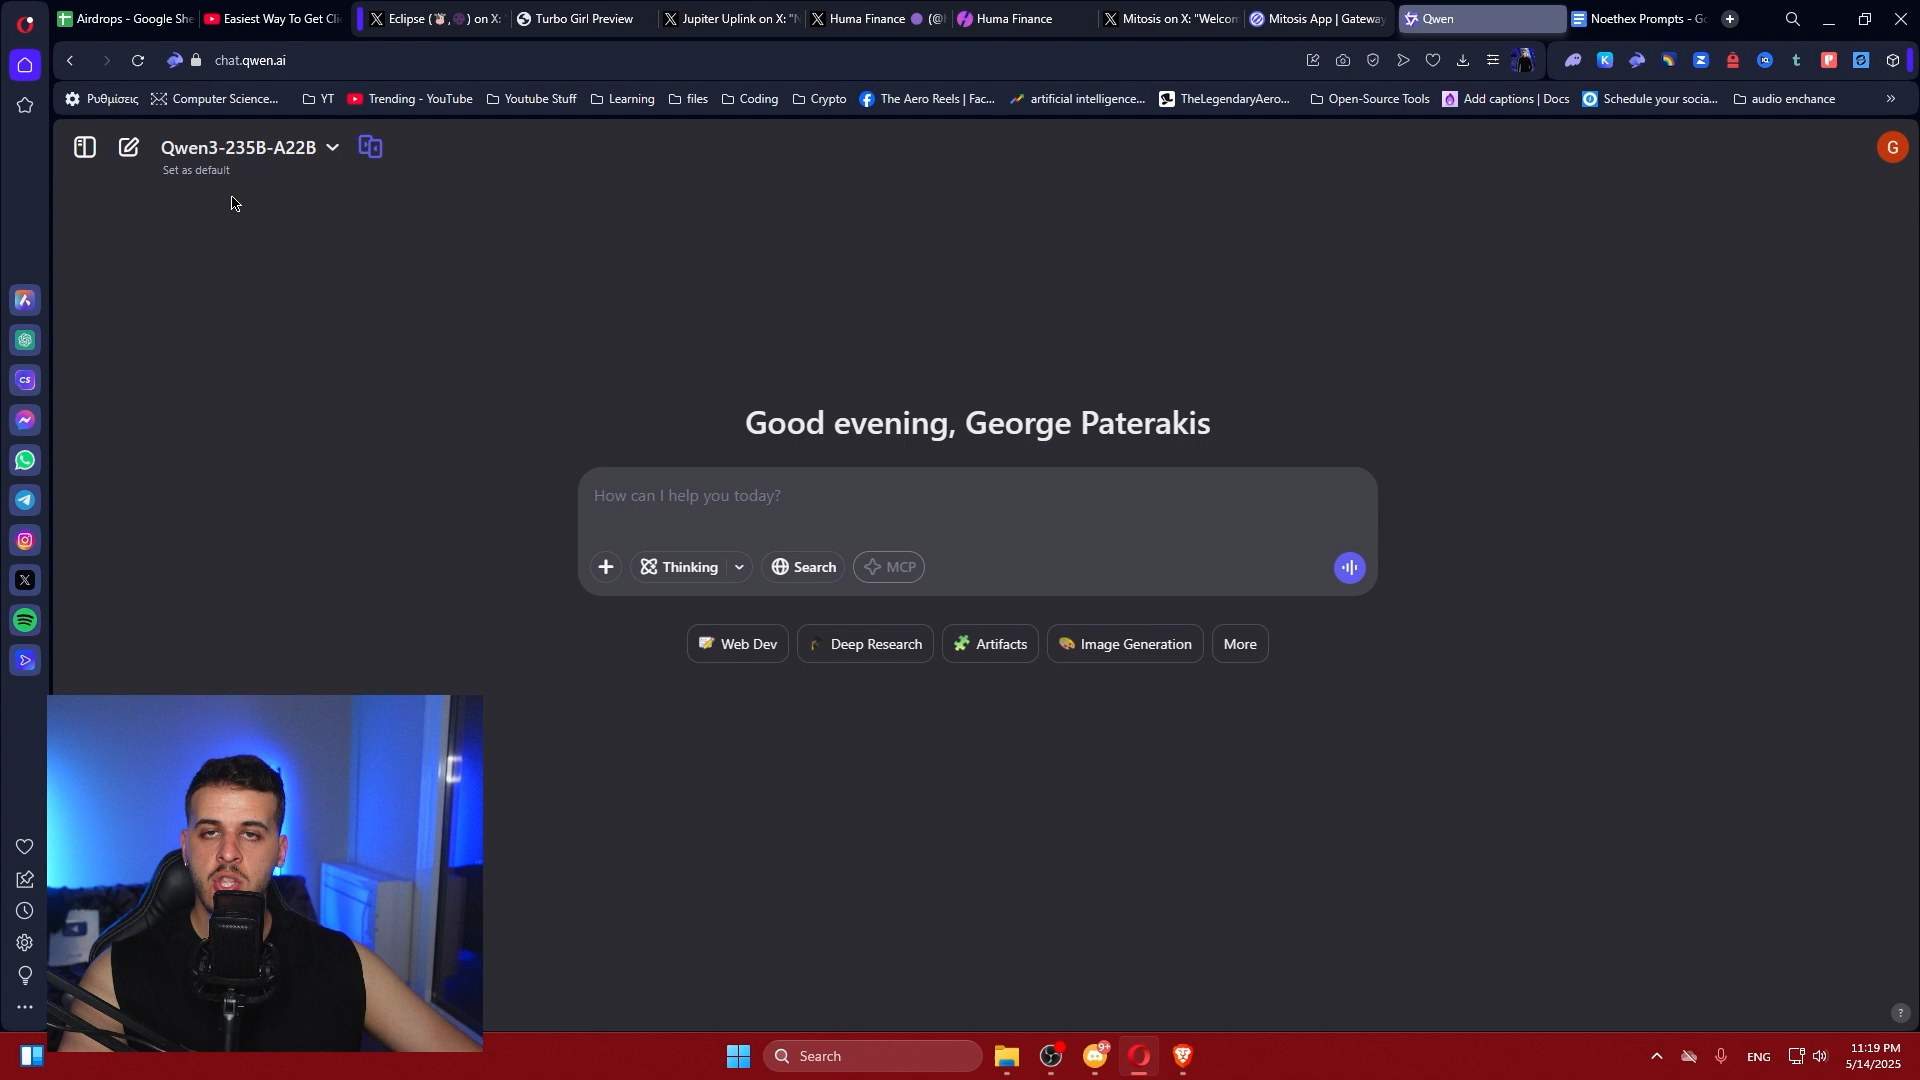 Airdrops - Google She
Easiest Way To Get Cli
Eclipse ( , ) on X:
Turbo Girl Preview
Jupiter Uplink on X: "N
Huma Finance (@H
Huma Finance
Mitosis on X: "Welcom
Mitosis App | Gateway
Qwen
Noethex Prompts - Go
chat.qwen.ai
Ρυθμίσεις
Computer Science...
YT
Trending - YouTube
Youtube Stuff
Learning
files
Coding
Crypto
The Aero Reels | Fac...
artificial intelligence...
TheLegendaryAero...
Open-Source Tools
Add captions | Docs
Schedule your socia...
audio enchance
»
Qwen3-235B-A22B
G
Set as default
CS
Good evening, George Paterakis
How can I help you today?
Thinking
Search
MCP
Web Dev
Deep Research
Artifacts
Image Generation
More
?
Search
9+
ENG
11:19 PM
5/14/2025